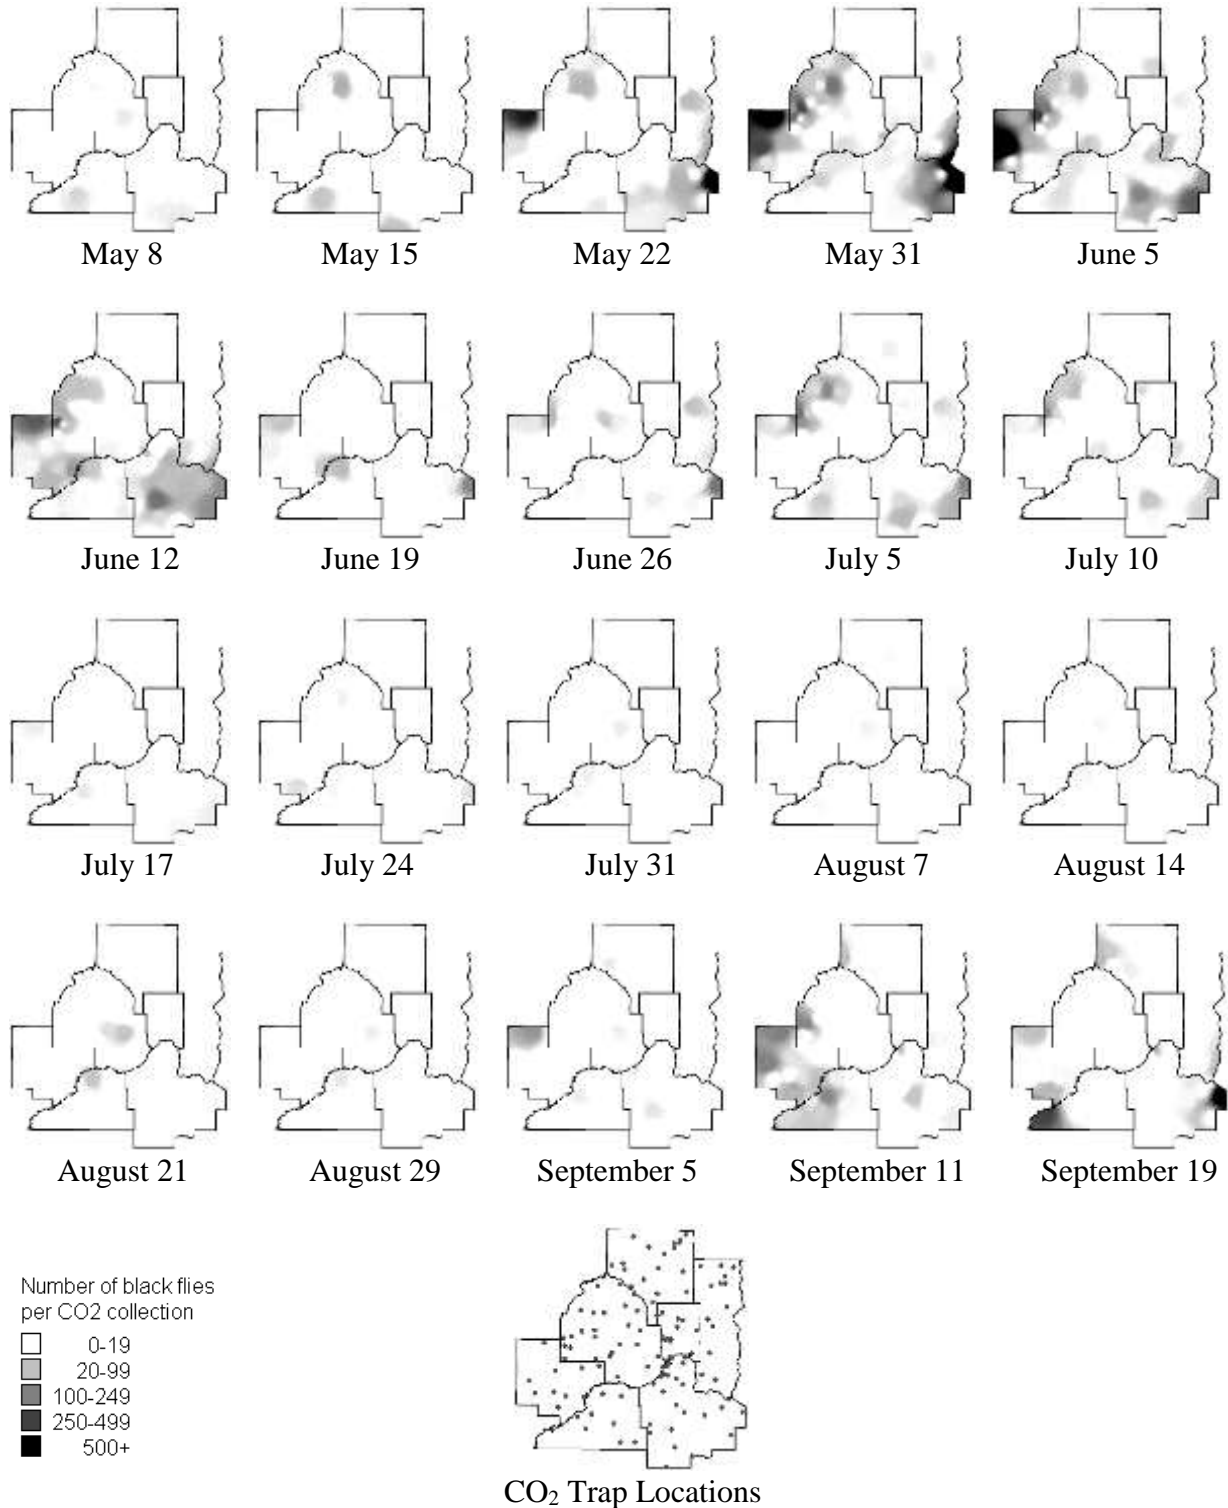 May 8
May 15
May 22
May 31
June 5
June 12
June 19
June 26
July 5
July 10
July 17
July 24
July 31
August 7
August 14
August 21
August 29
September 5
September 11
September 19
Number of black flies
per CO2 collection
0-19
20-99
100-249
250-499
500+
CO₂ Trap Locations